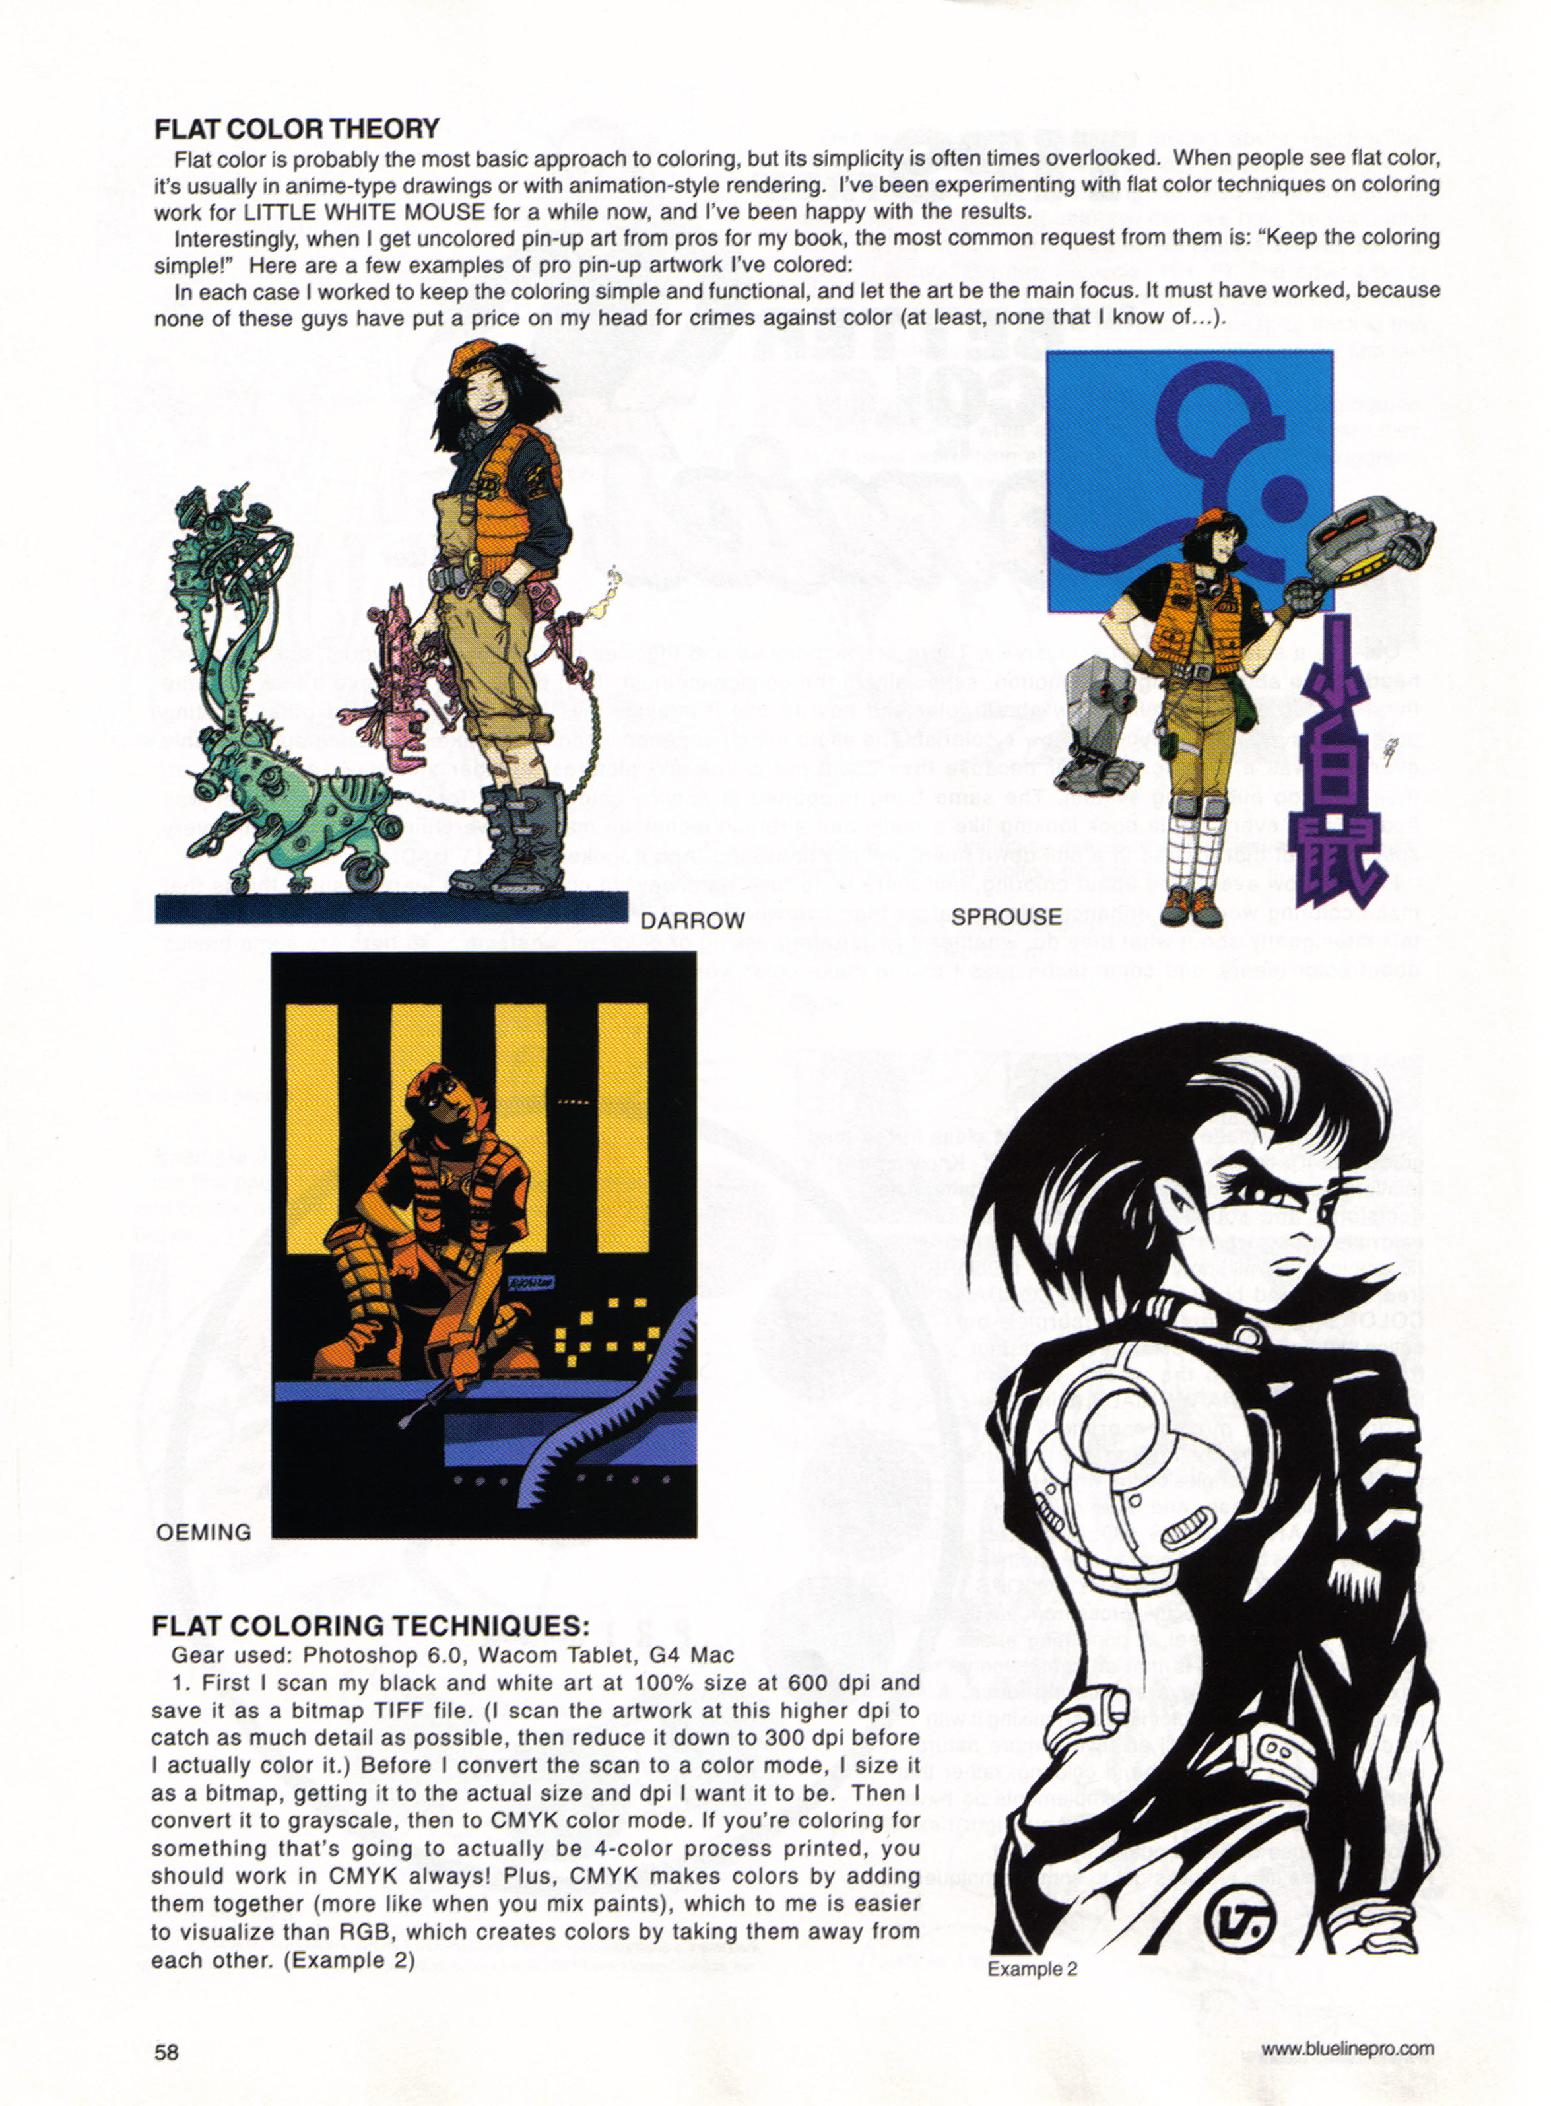 FLAT COLOR THEORY
Flat color is probably the most basic approach to coloring, but its simplicity is often times overlooked. When people see flat color,
it's usually in anime-type drawings or with animation-style rendering. I've been experimenting with flat color techniques on coloring
work for LITTLE WHITE MOUSE for a while now, and I've been happy with the results.
Interestingly, when I get uncolored pin-up art from pros for my book, the most common request from them is: “Keep the coloring
simple!” Here are a few examples of pro pin-up artwork I've colored:
In each case I worked to keep the coloring simple and functional, and let the art be the main focus. It must have worked, because
none of these guys have put a price on my head for crimes against color (at least, none that I know of...).
小白鼠
DARROW
SPROUSE
OEMING
FLAT COLORING TECHNIQUES:
Gear used: Photoshop 6.0, Wacom Tablet, G4 Mac
1. First I scan my black and white art at 100% size at 600 dpi and
save it as a bitmap TIFF file. (I scan the artwork at this higher dpi to
catch as much detail as possible, then reduce it down to 300 dpi before
I actually color it.) Before I convert the scan to a color mode, I size it
as a bitmap, getting it to the actual size and dpi I want it to be. Then I
convert it to grayscale, then to CMYK color mode. If you're coloring for
something that's going to actually be 4-color process printed, you
should work in CMYK always! Plus, CMYK makes colors by adding
them together (more like when you mix paints), which to me is easier
to visualize than RGB, which creates colors by taking them away from
each other. (Example 2)
Example 2
58
www.bluelinepro.com